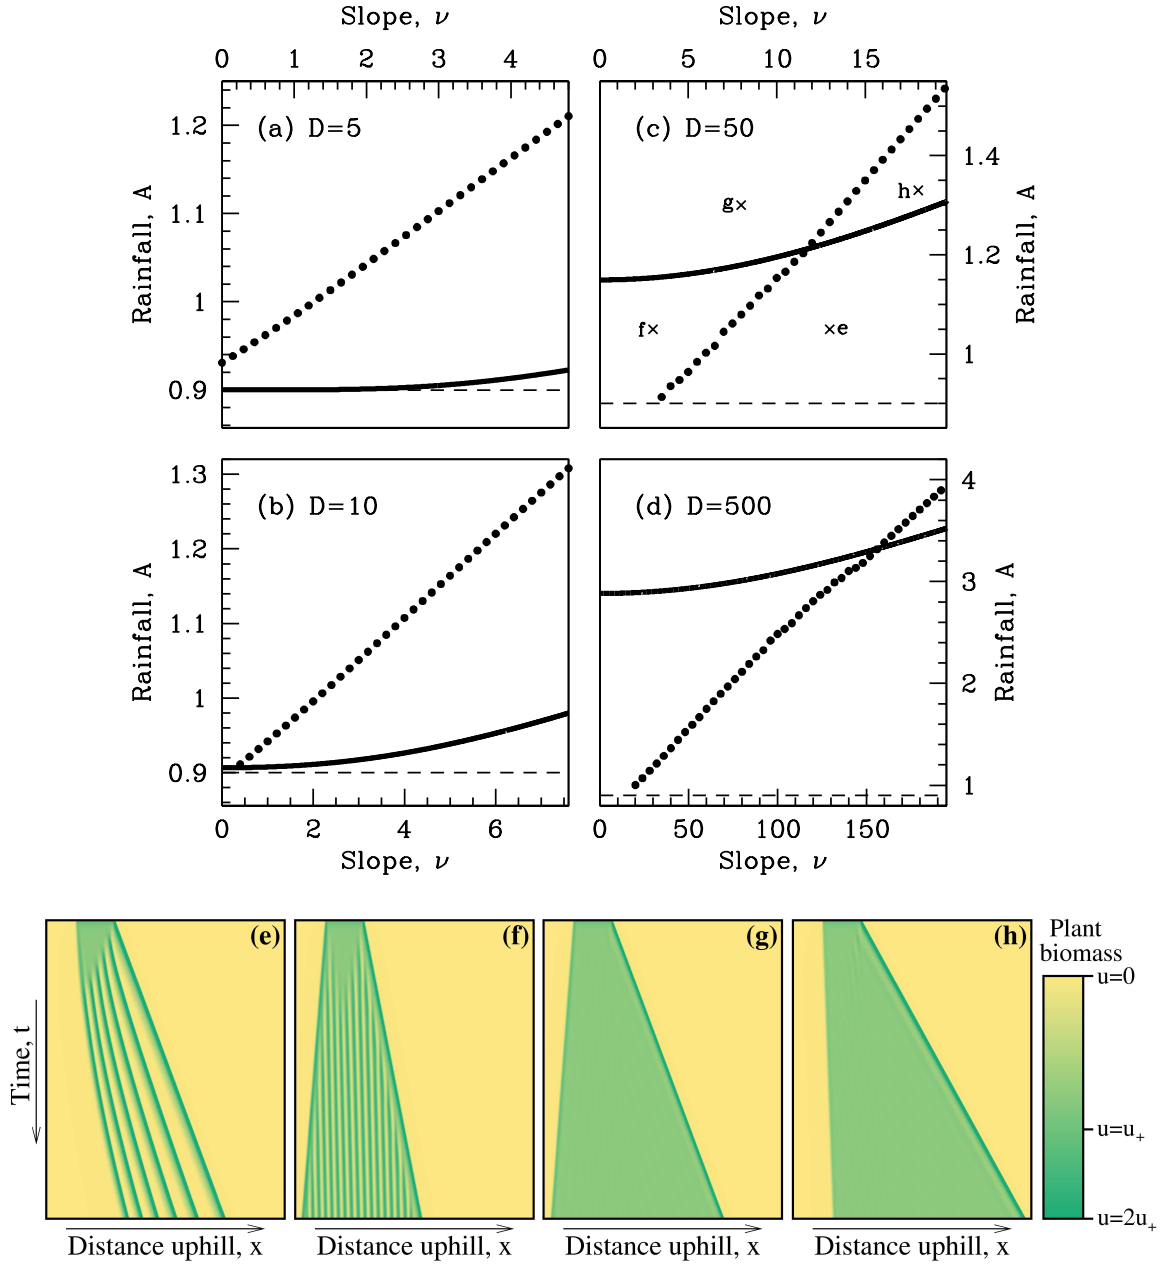 Slope, ν
Slope, ν
0 1 2 3 4
0 5 10 15
(a) D=5
1.2
1.1
1
0.9
Rainfall, A
(c) D=50
g×
h×
f×
×e
1.4
1.2
1
Rainfall, A
(b) D=10
1.3
1.2
1.1
1
0.9
Rainfall, A
(d) D=500
4
3
2
1
Rainfall, A
0 2 4 6
0 50 100 150
Slope, ν
Slope, ν
(e)
(f)
(g)
(h)
Time, t
Plant
biomass
u=0
u=u₊
u=2u₊
Distance uphill, x
Distance uphill, x
Distance uphill, x
Distance uphill, x